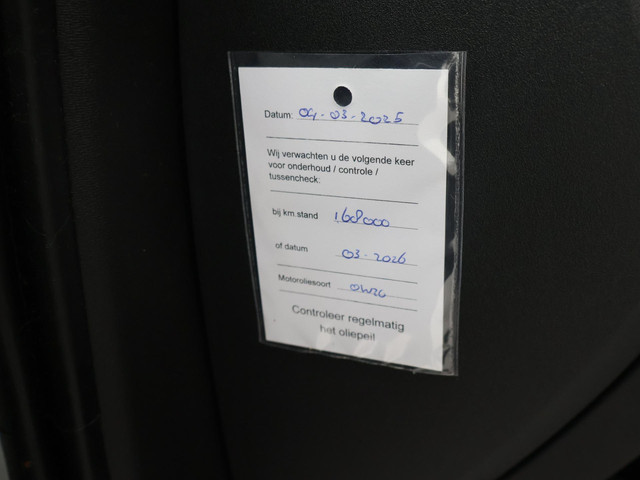 Datum: 04-03-2025
Wij verwachten u de volgende keer
voor onderhoud / controle /
tussencheck:
bij km.stand 168000
of datum 03-2026
Motoroliesoort 0W20
Controleer regelmatig
het oliepeil